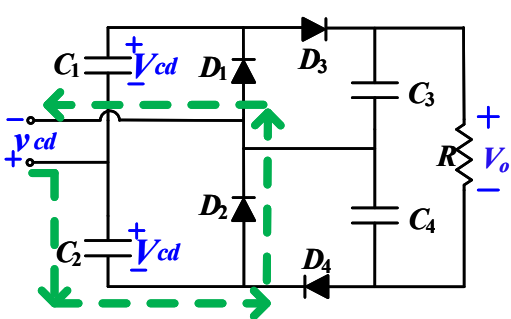 D3
+
C1
Vcd
D1
−
C3
−
+
vcd
+
R
Vo
D2
−
+
C4
C2
Vcd
−
D4